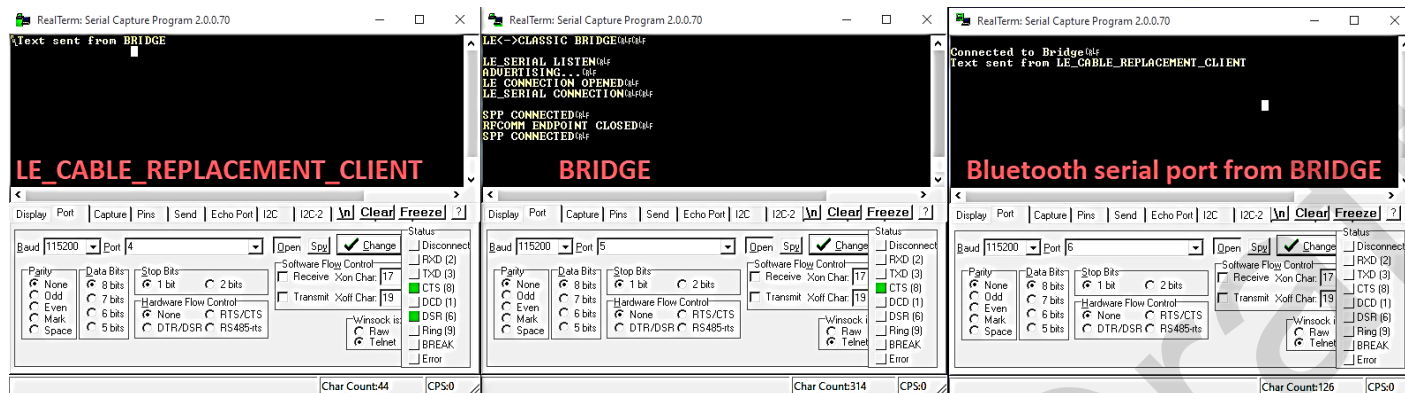 RealTerm: Serial Capture Program 2.0.0.70
\Text sent from BRIDGE
LE_CABLE_REPLACEMENT_CLIENT
Display Port Capture Pins Send Echo Port I2C I2C-2 \n Clear Freeze ?
Baud 115200 Port 4 Open Spy Change
Parity
None
Odd
Even
Mark
Space
Data Bits
8 bits
7 bits
6 bits
5 bits
Stop Bits
1 bit 2 bits
Hardware Flow Control
None RTS/CTS
DTR/DSR RS485-rts
Software Flow Control
Receive Xon Char: 17
Transmit Xoff Char: 19
Winsock is:
Raw
Telnet
Status
Disconnect
RXD (2)
TXD (3)
CTS (8)
DCD (1)
DSR (6)
Ring (9)
BREAK
Error
Char Count:44 CPS:0
RealTerm: Serial Capture Program 2.0.0.70
LE<->CLASSIC BRIDGECRLFCRLF
LE_SERIAL LISTENCRLF
ADVERTISING...CRLF
LE CONNECTION OPENEDCRLF
LE_SERIAL CONNECTIONCRLFCRLF
SPP CONNECTEDCRLF
RFCOMM ENDPOINT CLOSEDCRLF
SPP CONNECTEDCRLF
BRIDGE
Display Port Capture Pins Send Echo Port I2C I2C-2 \n Clear Freeze ?
Baud 115200 Port 5 Open Spy Change
Parity
None
Odd
Even
Mark
Space
Data Bits
8 bits
7 bits
6 bits
5 bits
Stop Bits
1 bit 2 bits
Hardware Flow Control
None RTS/CTS
DTR/DSR RS485-rts
Software Flow Control
Receive Xon Char: 17
Transmit Xoff Char: 19
Winsock i
Raw
Telnet
Status
Disconnect
RXD (2)
TXD (3)
CTS (8)
DCD (1)
DSR (6)
Ring (9)
BREAK
Error
Char Count:314 CPS:0
RealTerm: Serial Capture Program 2.0.0.70
Connected to BridgeCRLF
Text sent from LE_CABLE_REPLACEMENT_CLIENT
Bluetooth serial port from BRIDGE
Display Port Capture Pins Send Echo Port I2C I2C-2 \n Clear Freeze ?
Baud 115200 Port 6 Open Spy Change
Parity
None
Odd
Even
Mark
Space
Data Bits
8 bits
7 bits
6 bits
5 bits
Stop Bits
1 bit 2 bits
Hardware Flow Control
None RTS/CTS
DTR/DSR RS485-rts
Software Flow Control
Receive Xon Char: 17
Transmit Xoff Char: 19
Winsock i
Raw
Telnet
Status
Disconnect
RXD (2)
TXD (3)
CTS (8)
DCD (1)
DSR (6)
Ring (9)
BREAK
Error
Char Count:126 CPS:0